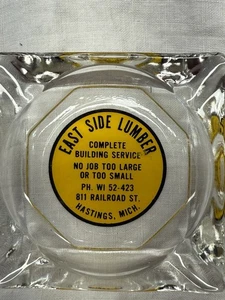 EAST SIDE LUMBER
COMPLETE
BUILDING SERVICE
NO JOB TOO LARGE
OR TOO SMALL
PH. WI 52-423
811 RAILROAD ST.
HASTINGS, MICH.